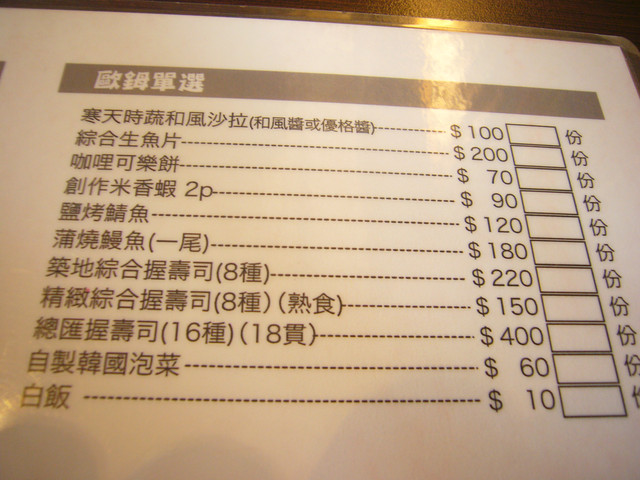 歐鍀單選
寒天時蔬和風沙拉(和風醬或優格醬)----------$100 份
綜合生魚片----------$200 份
咖哩可樂餅----------$ 70 份
創作米香蝦 2p----------$ 90 份
鹽烤鯖魚----------$120 份
蒲燒鰻魚(一尾)----------$180 份
築地綜合握壽司(8種)----------$220 份
精緻綜合握壽司(8種)(熟食)----------$150 份
總匯握壽司(16種)(18貫)----------$400 份
自製韓國泡菜----------$ 60 份
白飯 ----------$ 10 份